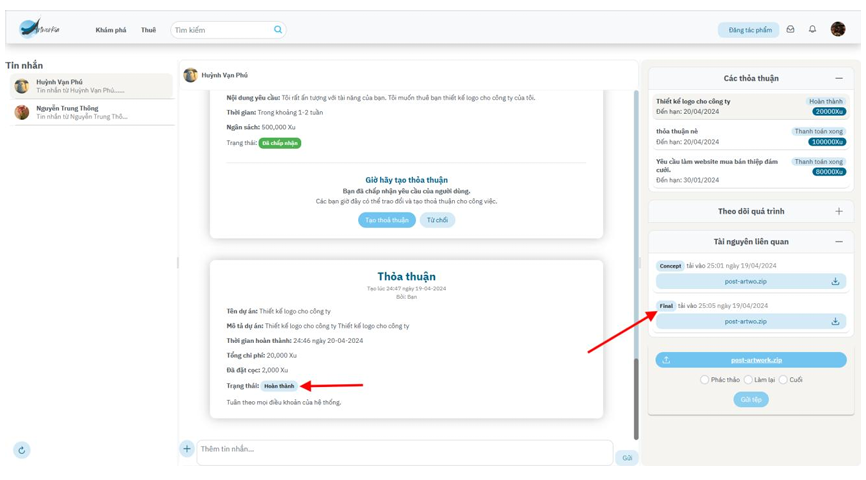 Khám phá
Thuê
Tìm kiếm
Đăng tác phẩm
Tin nhắn
Huỳnh Vạn Phú
Tin nhắn từ Huỳnh Vạn Phú......
Nguyễn Trung Thông
Tin nhắn từ Nguyễn Trung Thô...
Huỳnh Vạn Phú
Nội dung yêu cầu: Tôi rất ấn tượng với tài năng của bạn. Tôi muốn thuê bạn thiết kế logo cho công ty của tôi.
Thời gian: Trong khoảng 1-2 tuần
Ngân sách: 500,000 Xu
Trạng thái: Đã chấp nhận
Giờ hãy tạo thỏa thuận
Bạn đã chấp nhận yêu cầu của người dùng.
Các bạn giờ đây có thể trao đổi và tạo thoả thuận cho công việc.
Tạo thoả thuận
Từ chối
Thỏa thuận
Tạo lúc 24:47 ngày 19-04-2024
Bởi: Bạn
Tên dự án: Thiết kế logo cho công ty
Mô tả dự án: Thiết kế logo cho công ty Thiết kế logo cho công ty
Thời gian hoàn thành: 24:46 ngày 20-04-2024
Tổng chi phí: 20,000 Xu
Đã đặt cọc: 2,000 Xu
Trạng thái: Hoàn thành
Tuân theo mọi điều khoản của hệ thống.
Thêm tin nhắn...
Gửi
Các thỏa thuận
Thiết kế logo cho công ty
Hoàn thành
Đến hạn: 20/04/2024
20000Xu
thỏa thuận nè
Thanh toán xong
Đến hạn: 20/04/2024
100000Xu
Yêu cầu làm website mua bán thiệp đám cưới.
Thanh toán xong
80000Xu
Đến hạn: 30/01/2024
Theo dõi quá trình
Tài nguyên liên quan
Concept tải vào 25:01 ngày 19/04/2024
post-artwo.zip
Final tải vào 25:05 ngày 19/04/2024
post-artwo.zip
post-artwork.zip
Phác thảo
Làm lại
Cuối
Gửi tệp